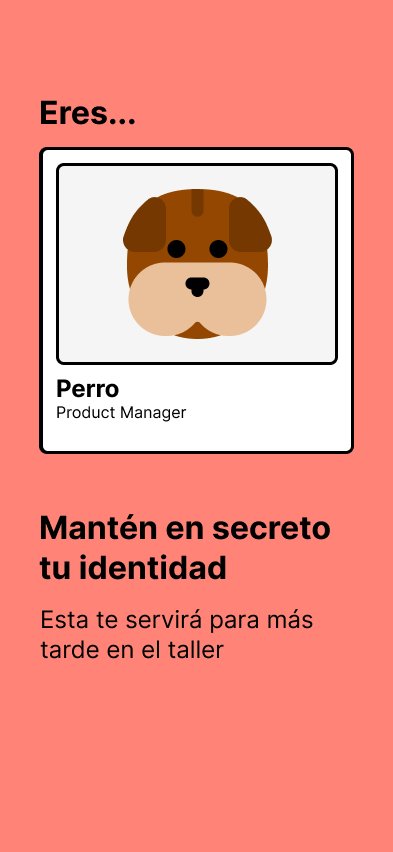 Eres...
Perro
Product Manager
Mantén en secreto
tu identidad
Esta te servirá para más
tarde en el taller